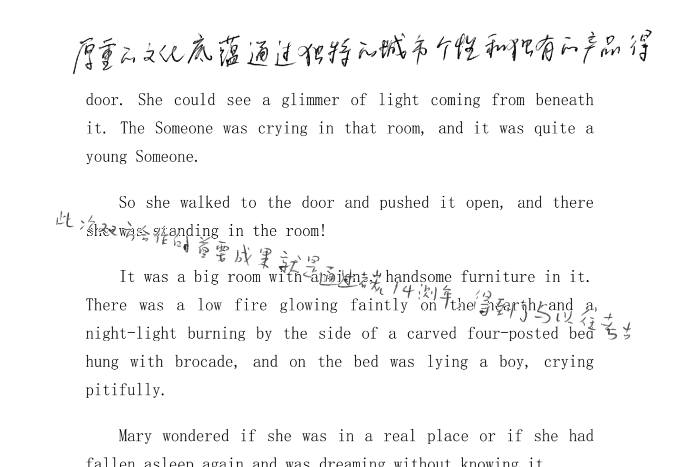 厚重的文化底蕴通过独特的城市个性和独有的产品得
door. She could see a glimmer of light coming from beneath
it. The Someone was crying in that room, and it was quite a
young Someone.
So she walked to the door and pushed it open, and there
she was standing in the room!
此次双方合作的重要成果就是通过碳14测年,得到了与以往考古
It was a big room with ancient, handsome furniture in it.
There was a low fire glowing faintly on the hearth and a
night-light burning by the side of a carved four-posted bed
hung with brocade, and on the bed was lying a boy, crying
pitifully.
Mary wondered if she was in a real place or if she had
fallen asleep again and was dreaming without knowing it.